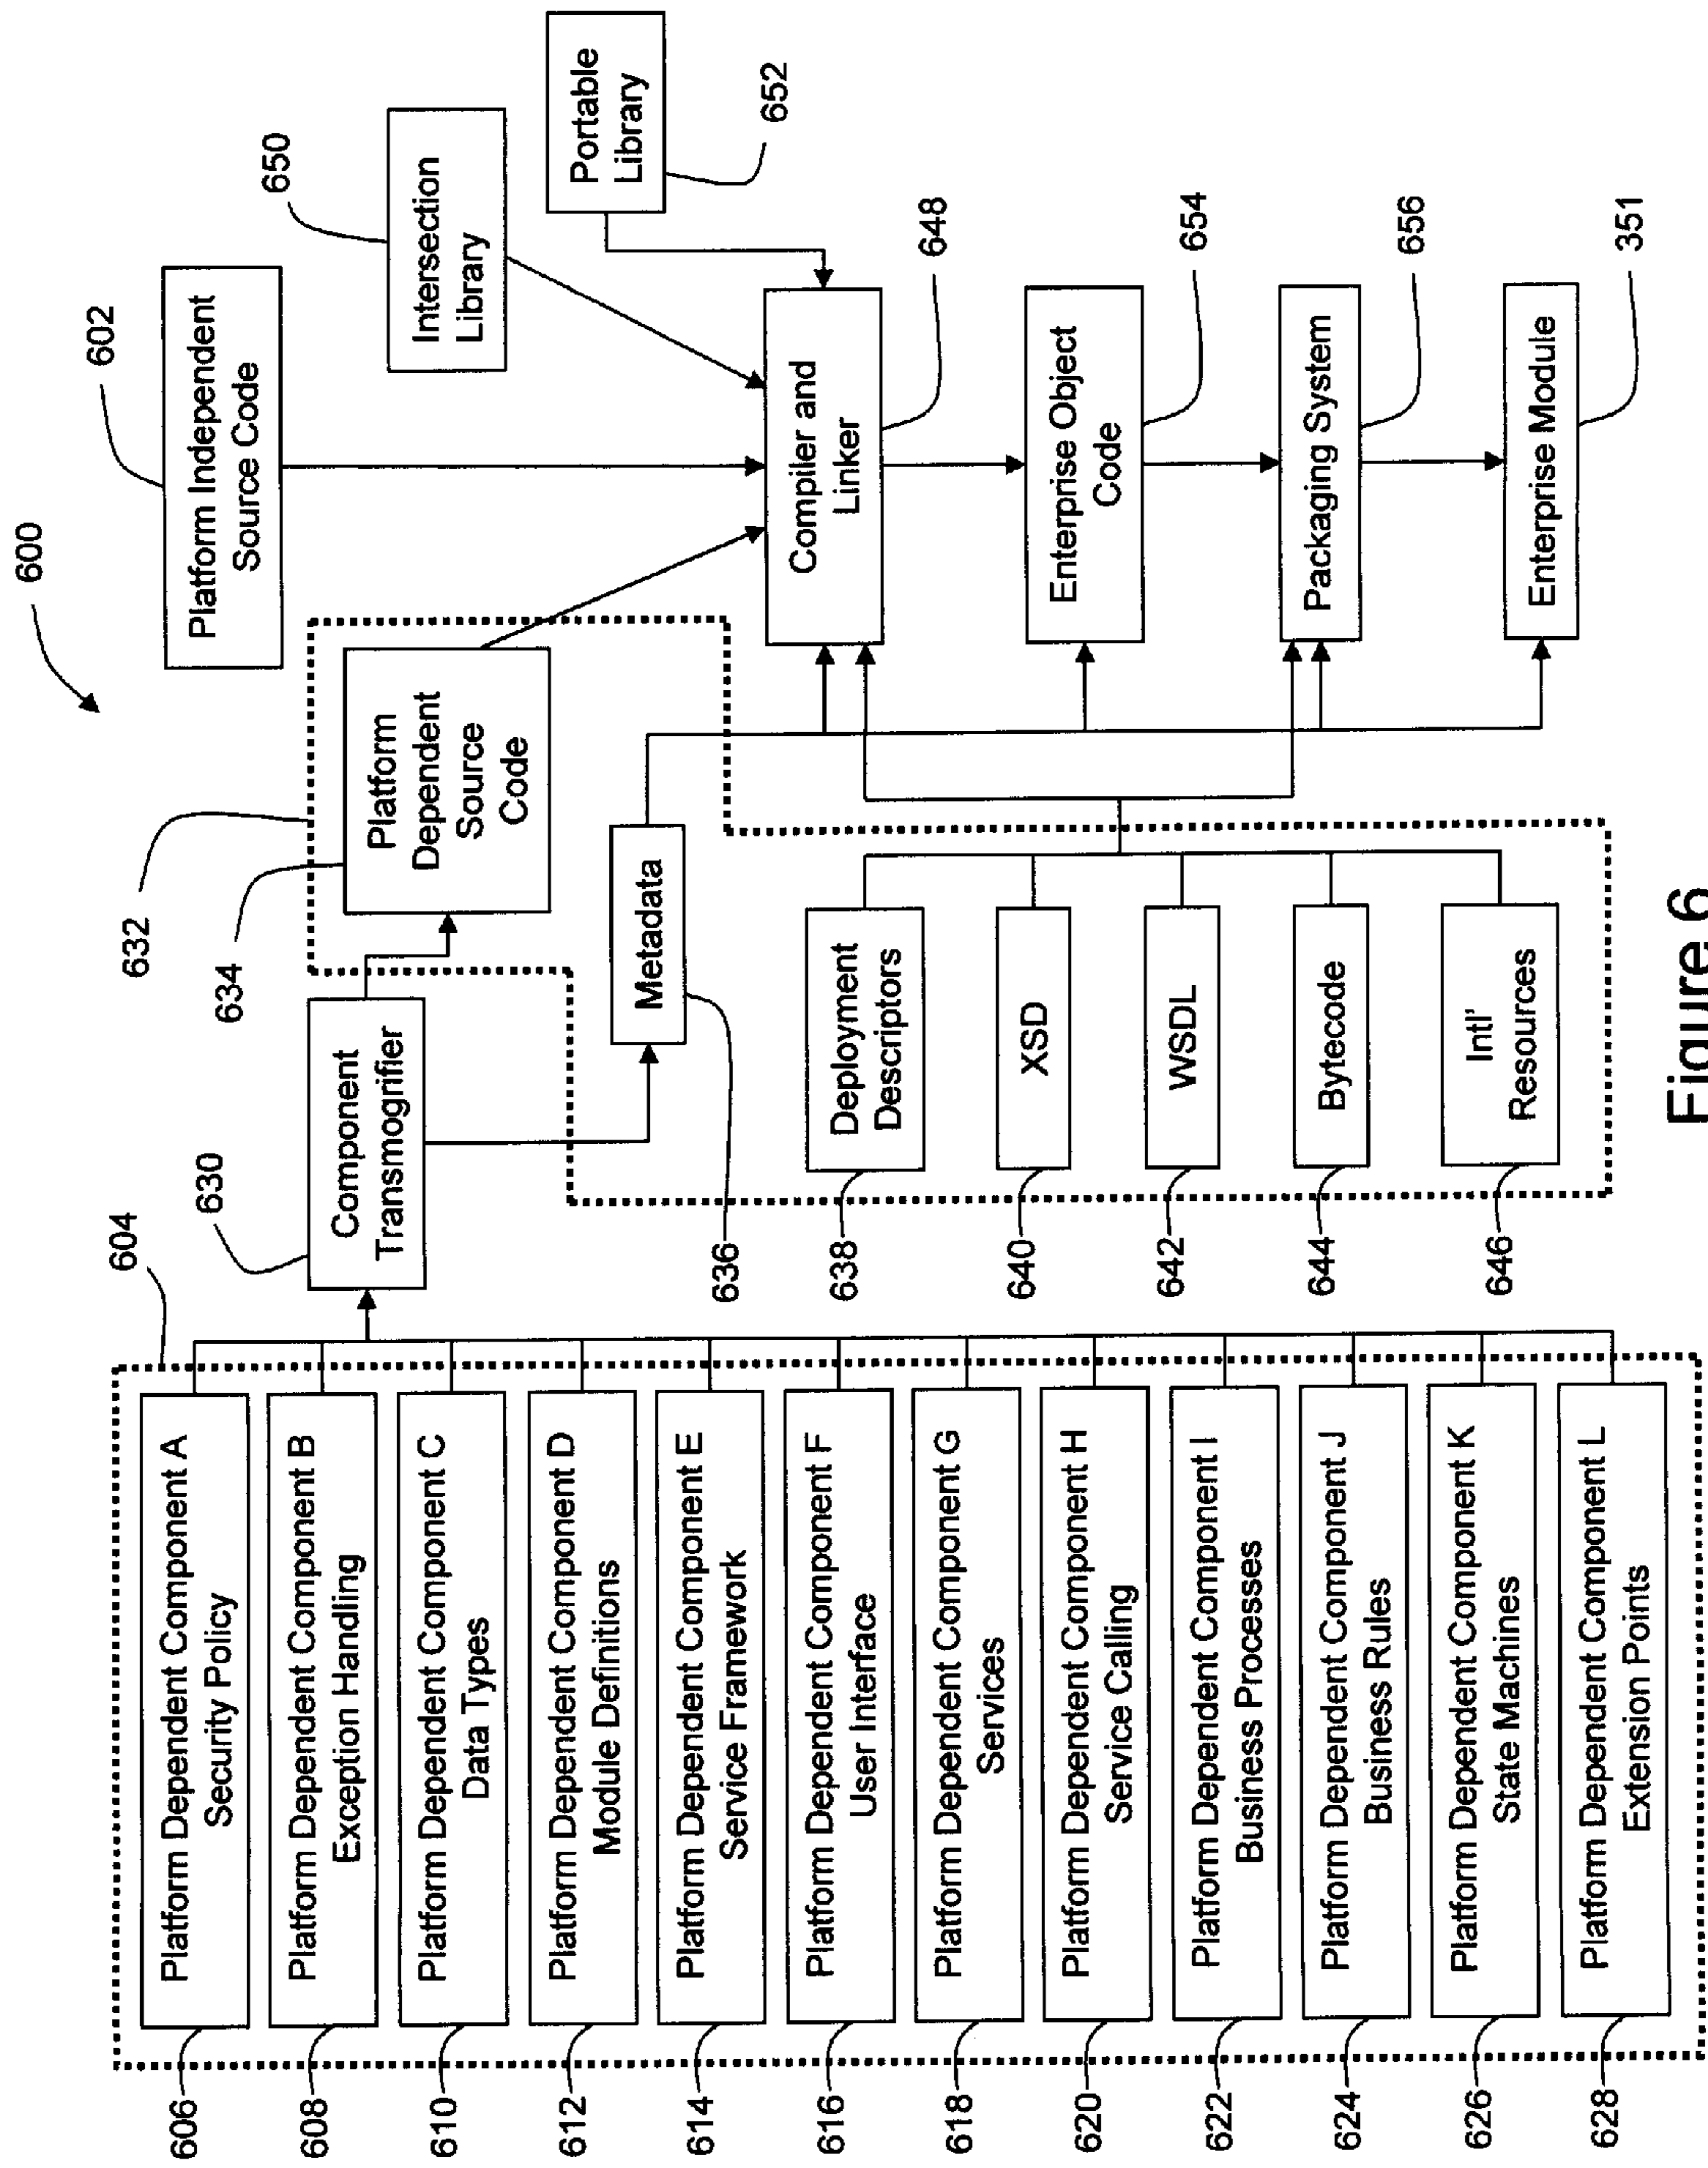 600
602
Platform Independent
Source Code
650
Intersection
Library
Portable
Library
652
632
634
Platform
Dependent
Source
Code
604
630
Component
Transmogrifier
Compiler and
Linker
648
Metadata
636
Enterprise Object
Code
654
Packaging System
656
Enterprise Module
351
638
Deployment
Descriptors
640
XSD
642
WSDL
644
Bytecode
646
Intl'
Resources
606
Platform Dependent Component A
Security Policy
608
Platform Dependent Component B
Exception Handling
610
Platform Dependent Component C
Data Types
612
Platform Dependent Component D
Module Definitions
614
Platform Dependent Component E
Service Framework
616
Platform Dependent Component F
User Interface
618
Platform Dependent Component G
Services
620
Platform Dependent Component H
Service Calling
622
Platform Dependent Component I
Business Processes
624
Platform Dependent Component J
Business Rules
626
Platform Dependent Component K
State Machines
628
Platform Dependent Component L
Extension Points
Figure 6